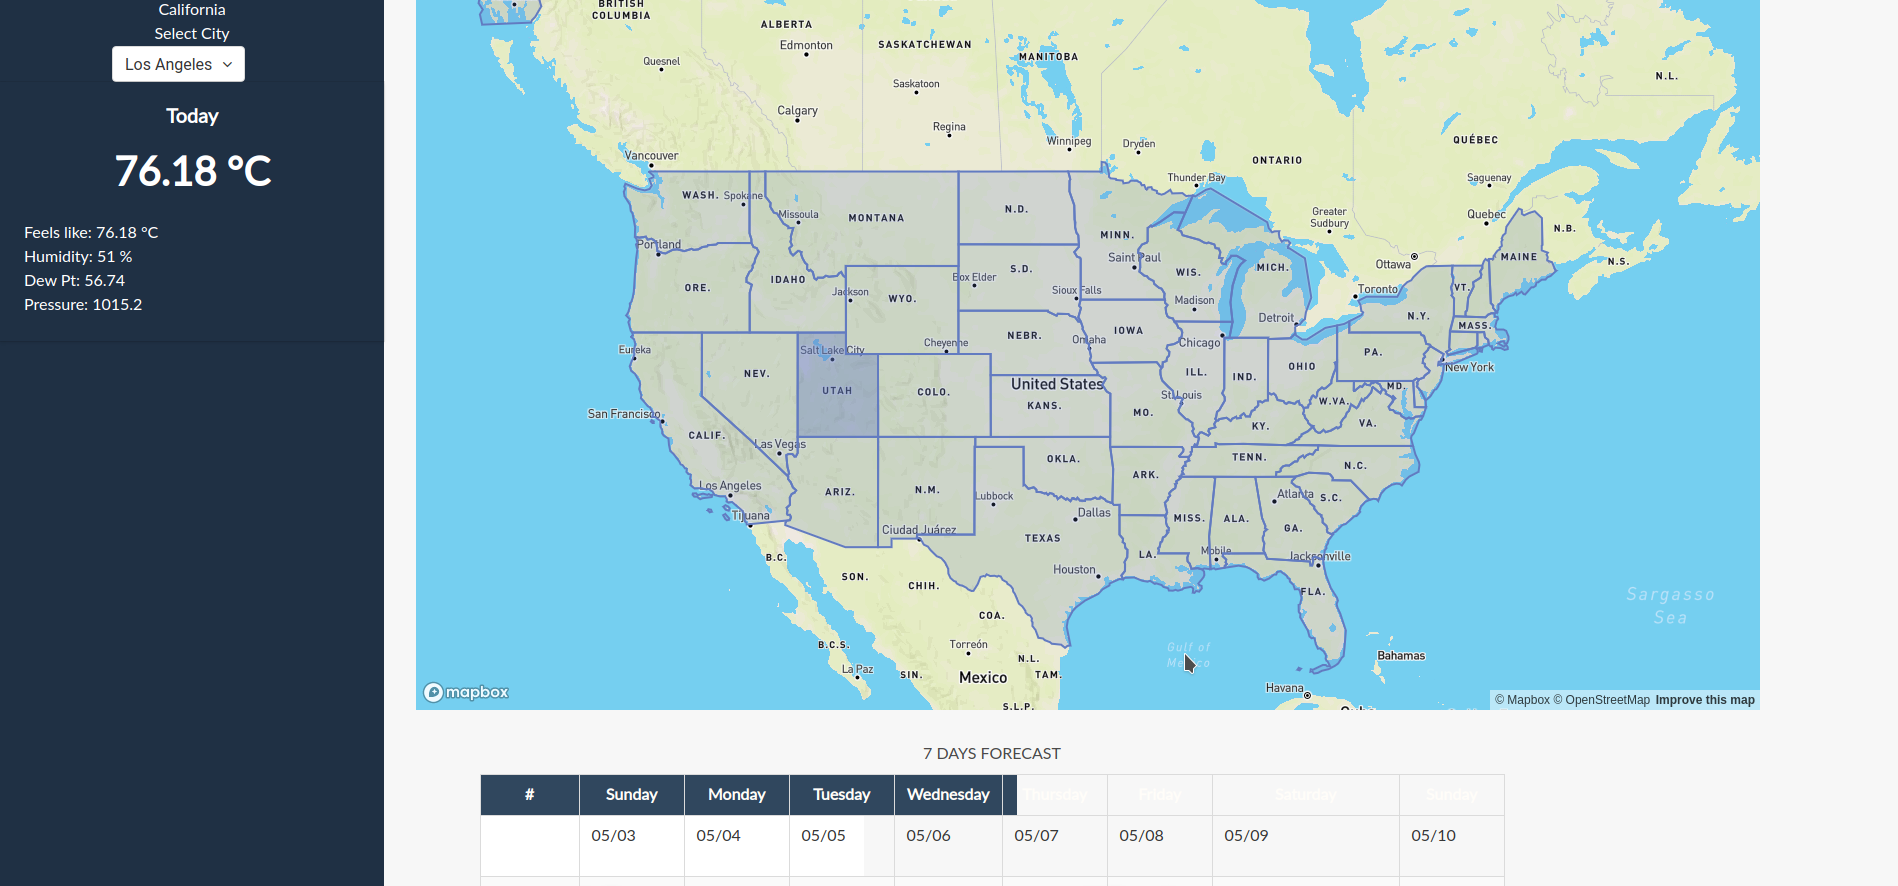 California
Select City
Los Angeles
Today
76.18 °C
Feels like: 76.18 °C
Humidity: 51 %
Dew Pt: 56.74
Pressure: 1015.2
BRITISH
COLUMBIA
ALBERTA
Edmonton
SASKATCHEWAN
MANITOBA
Quesnel
Saskatoon
N.L.
Calgary
Regina
Winnipeg
Dryden
QUÉBEC
ONTARIO
Vancouver
Thunder Bay
Saguenay
WASH.
Spokane
Missoula
MONTANA
N.D.
MINN.
Greater
Sudbury
Quebec
N.B.
Portland
Saint Paul
Ottawa
MAINE
N.S.
ORE.
IDAHO
Jackson
WYO.
Box Elder
S.D.
Sioux Falls
WIS.
MICH.
Toronto
VT.
Madison
Detroit
N.Y.
MASS.
Eureka
Salt Lake City
Cheyenne
NEBR.
Omaha
IOWA
Chicago
OHIO
PA.
New York
NEV.
UTAH
COLO.
United States
KANS.
ILL.
IND.
St. Louis
MD.
W.VA.
VA.
San Francisco
CALIF.
Las Vegas
MO.
KY.
OKLA.
ARK.
TENN.
N.C.
Los Angeles
ARIZ.
N.M.
Lubbock
Atlanta
S.C.
Tijuana
Ciudad Juárez
Dallas
TEXAS
MISS.
ALA.
GA.
B.C.
LA.
Mobile
Jacksonville
SON.
CHIH.
Houston
FLA.
Sargasso
Sea
COA.
B.C.S.
Torreón
Gulf of
Mexico
Bahamas
La Paz
SIN.
Mexico
N.L.
TAM.
Havana
S.L.P.
mapbox
© Mapbox © OpenStreetMap Improve this map
7 DAYS FORECAST
# Sunday Monday Tuesday Wednesday Thursday Friday Saturday Sunday
05/03 05/04 05/05 05/06 05/07 05/08 05/09 05/10